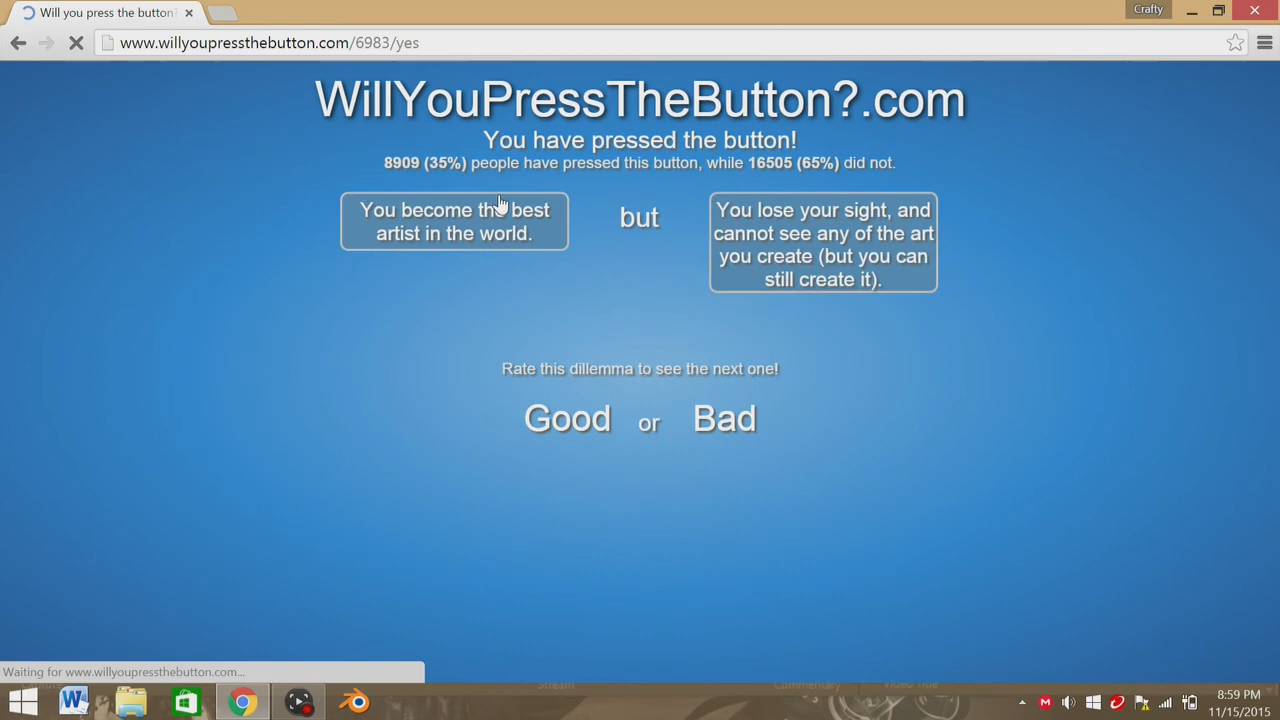 Will you press the button?
Crafty
www.willyoupressthebutton.com/6983/yes
WillYouPressTheButton?.com
You have pressed the button!
8909 (35%) people have pressed this button, while 16505 (65%) did not.
You become the best
artist in the world.
but
You lose your sight, and
cannot see any of the art
you create (but you can
still create it).
Rate this dillemma to see the next one!
Good or Bad
Waiting for www.willyoupressthebutton.com...
Stream
Commentary
Video Title
8:59 PM
11/15/2015